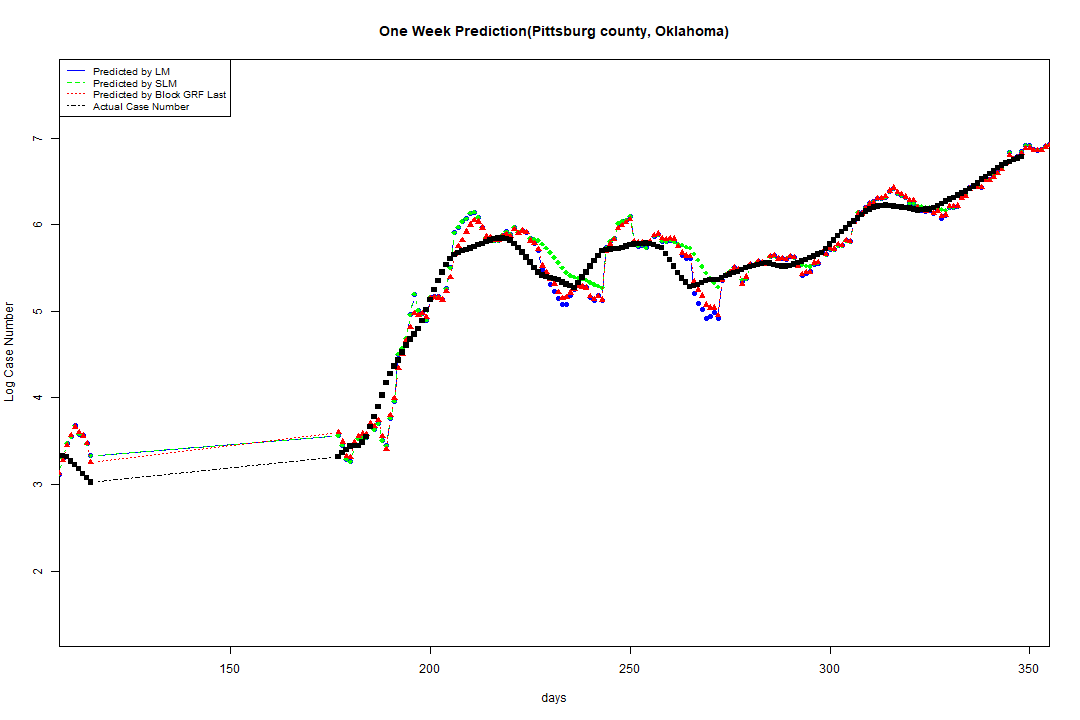 One Week Prediction(Pittsburg county, Oklahoma)
Predicted by LM
Predicted by SLM
Predicted by Block GRF Last
Actual Case Number
7
6
5
4
3
2
Log Case Number
150 200 250 300 350
days